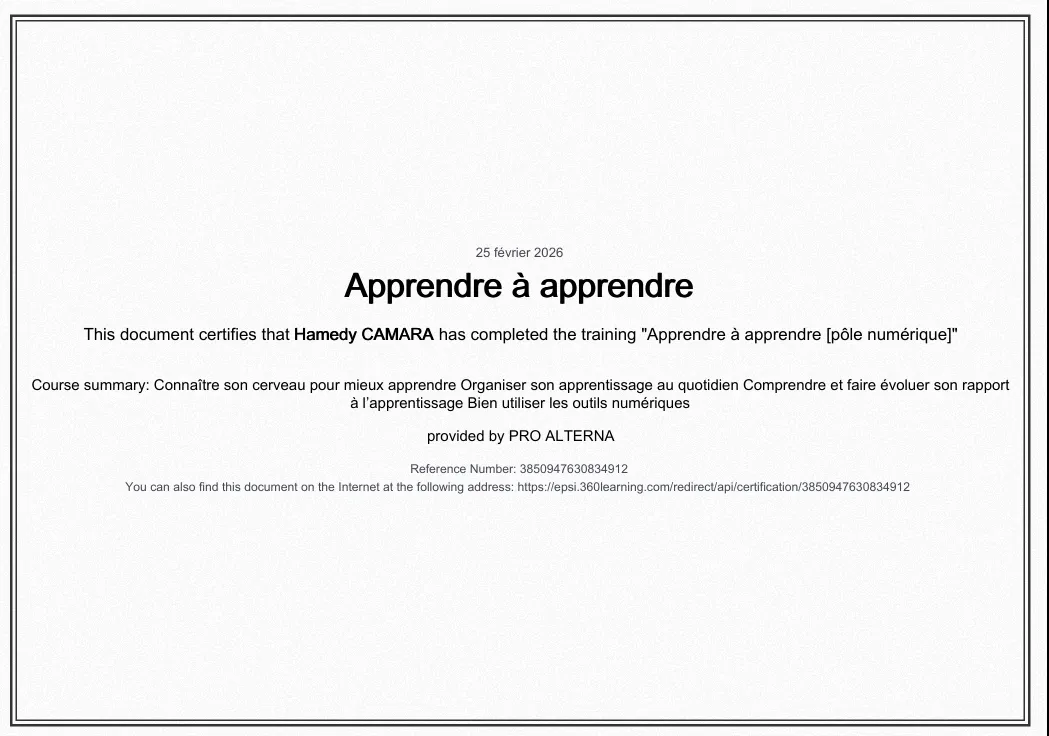 25 février 2026
Apprendre à apprendre
This document certifies that Hamedy CAMARA has completed the training "Apprendre à apprendre [pôle numérique]"
Course summary: Connaître son cerveau pour mieux apprendre Organiser son apprentissage au quotidien Comprendre et faire évoluer son rapport
à l’apprentissage Bien utiliser les outils numériques
provided by PRO ALTERNA
Reference Number: 3850947630834912
You can also find this document on the Internet at the following address: https://epsi.360learning.com/redirect/api/certification/3850947630834912